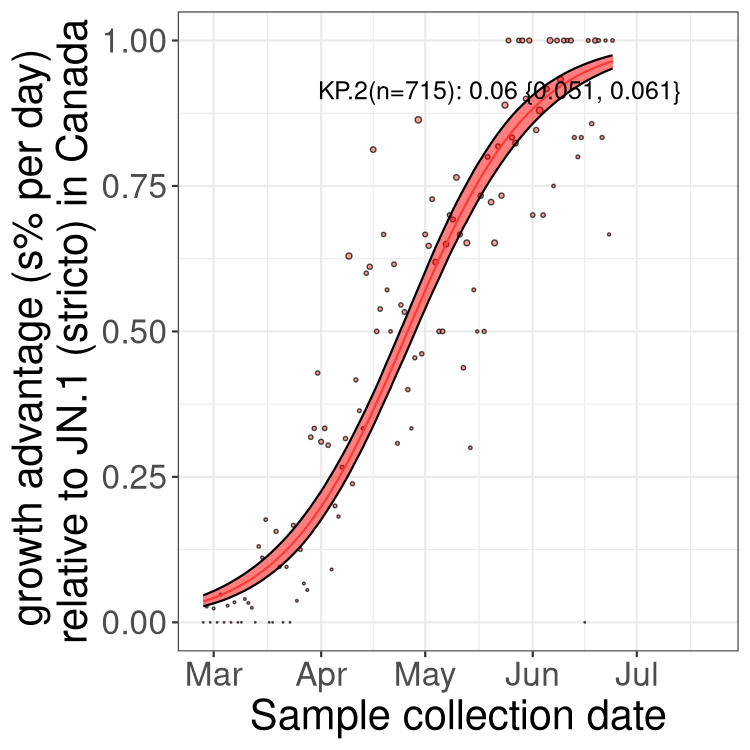 growth advantage (s% per day)
relative to JN.1 (stricto) in Canada
1.00
0.75
0.50
0.25
0.00
KP.2(n=715): 0.06 {0.051, 0.061}
Mar Apr May Jun Jul
Sample collection date